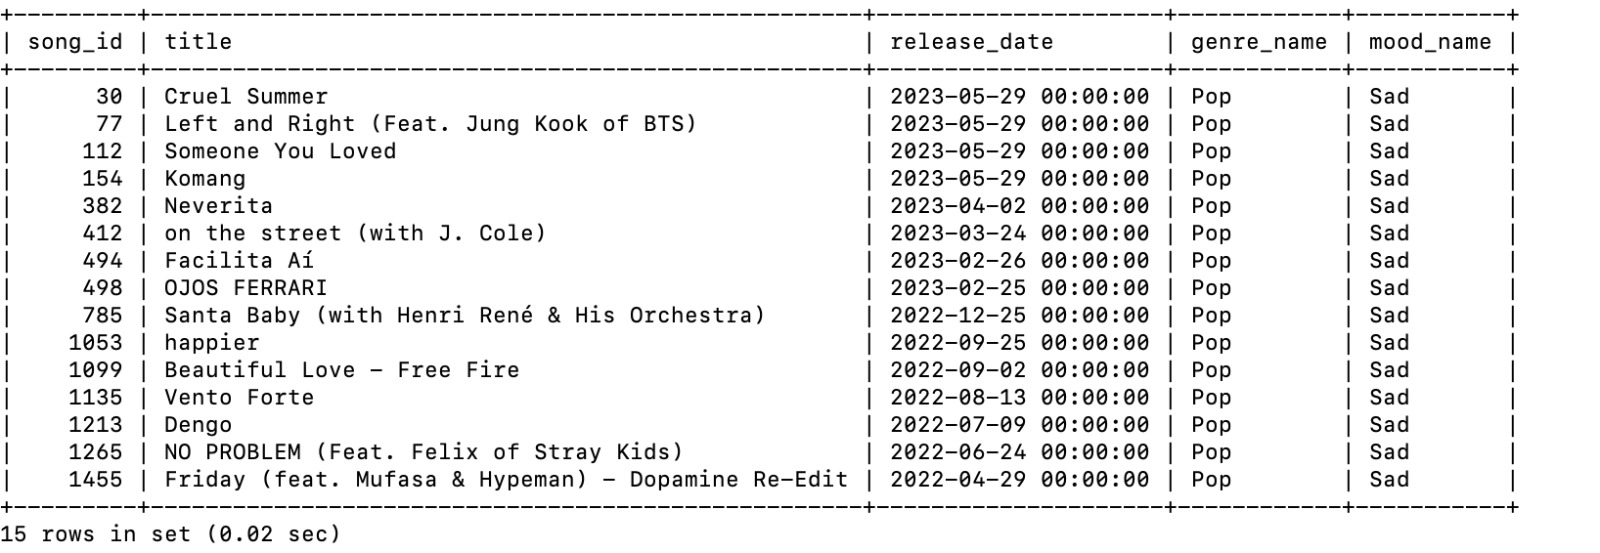 +---------+-----------------------------------------------------+---------------------+------------+-----------+
| song_id | title                                               | release_date        | genre_name | mood_name |
+---------+-----------------------------------------------------+---------------------+------------+-----------+
|      30 | Cruel Summer                                        | 2023-05-29 00:00:00 | Pop        | Sad       |
|      77 | Left and Right (Feat. Jung Kook of BTS)             | 2023-05-29 00:00:00 | Pop        | Sad       |
|     112 | Someone You Loved                                   | 2023-05-29 00:00:00 | Pop        | Sad       |
|     154 | Komang                                              | 2023-05-29 00:00:00 | Pop        | Sad       |
|     382 | Neverita                                            | 2023-04-02 00:00:00 | Pop        | Sad       |
|     412 | on the street (with J. Cole)                        | 2023-03-24 00:00:00 | Pop        | Sad       |
|     494 | Facilita Aí                                         | 2023-02-26 00:00:00 | Pop        | Sad       |
|     498 | OJOS FERRARI                                        | 2023-02-25 00:00:00 | Pop        | Sad       |
|     785 | Santa Baby (with Henri René & His Orchestra)        | 2022-12-25 00:00:00 | Pop        | Sad       |
|    1053 | happier                                             | 2022-09-25 00:00:00 | Pop        | Sad       |
|    1099 | Beautiful Love - Free Fire                          | 2022-09-02 00:00:00 | Pop        | Sad       |
|    1135 | Vento Forte                                         | 2022-08-13 00:00:00 | Pop        | Sad       |
|    1213 | Dengo                                               | 2022-07-09 00:00:00 | Pop        | Sad       |
|    1265 | NO PROBLEM (Feat. Felix of Stray Kids)              | 2022-06-24 00:00:00 | Pop        | Sad       |
|    1455 | Friday (feat. Mufasa & Hypeman) - Dopamine Re-Edit  | 2022-04-29 00:00:00 | Pop        | Sad       |
+---------+-----------------------------------------------------+---------------------+------------+-----------+
15 rows in set (0.02 sec)